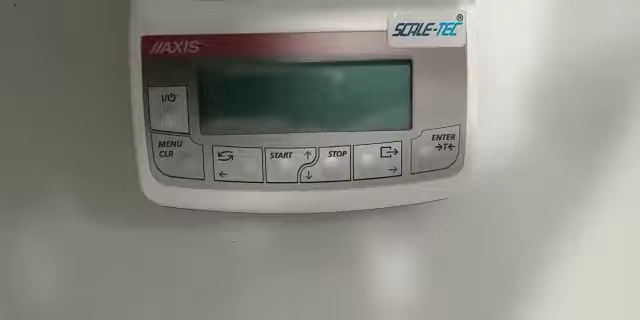 SCALE-TEC®
AXIS
I/⏻
MENU
CLR
←
START ↑
↓
STOP
→
ENTER
→T←